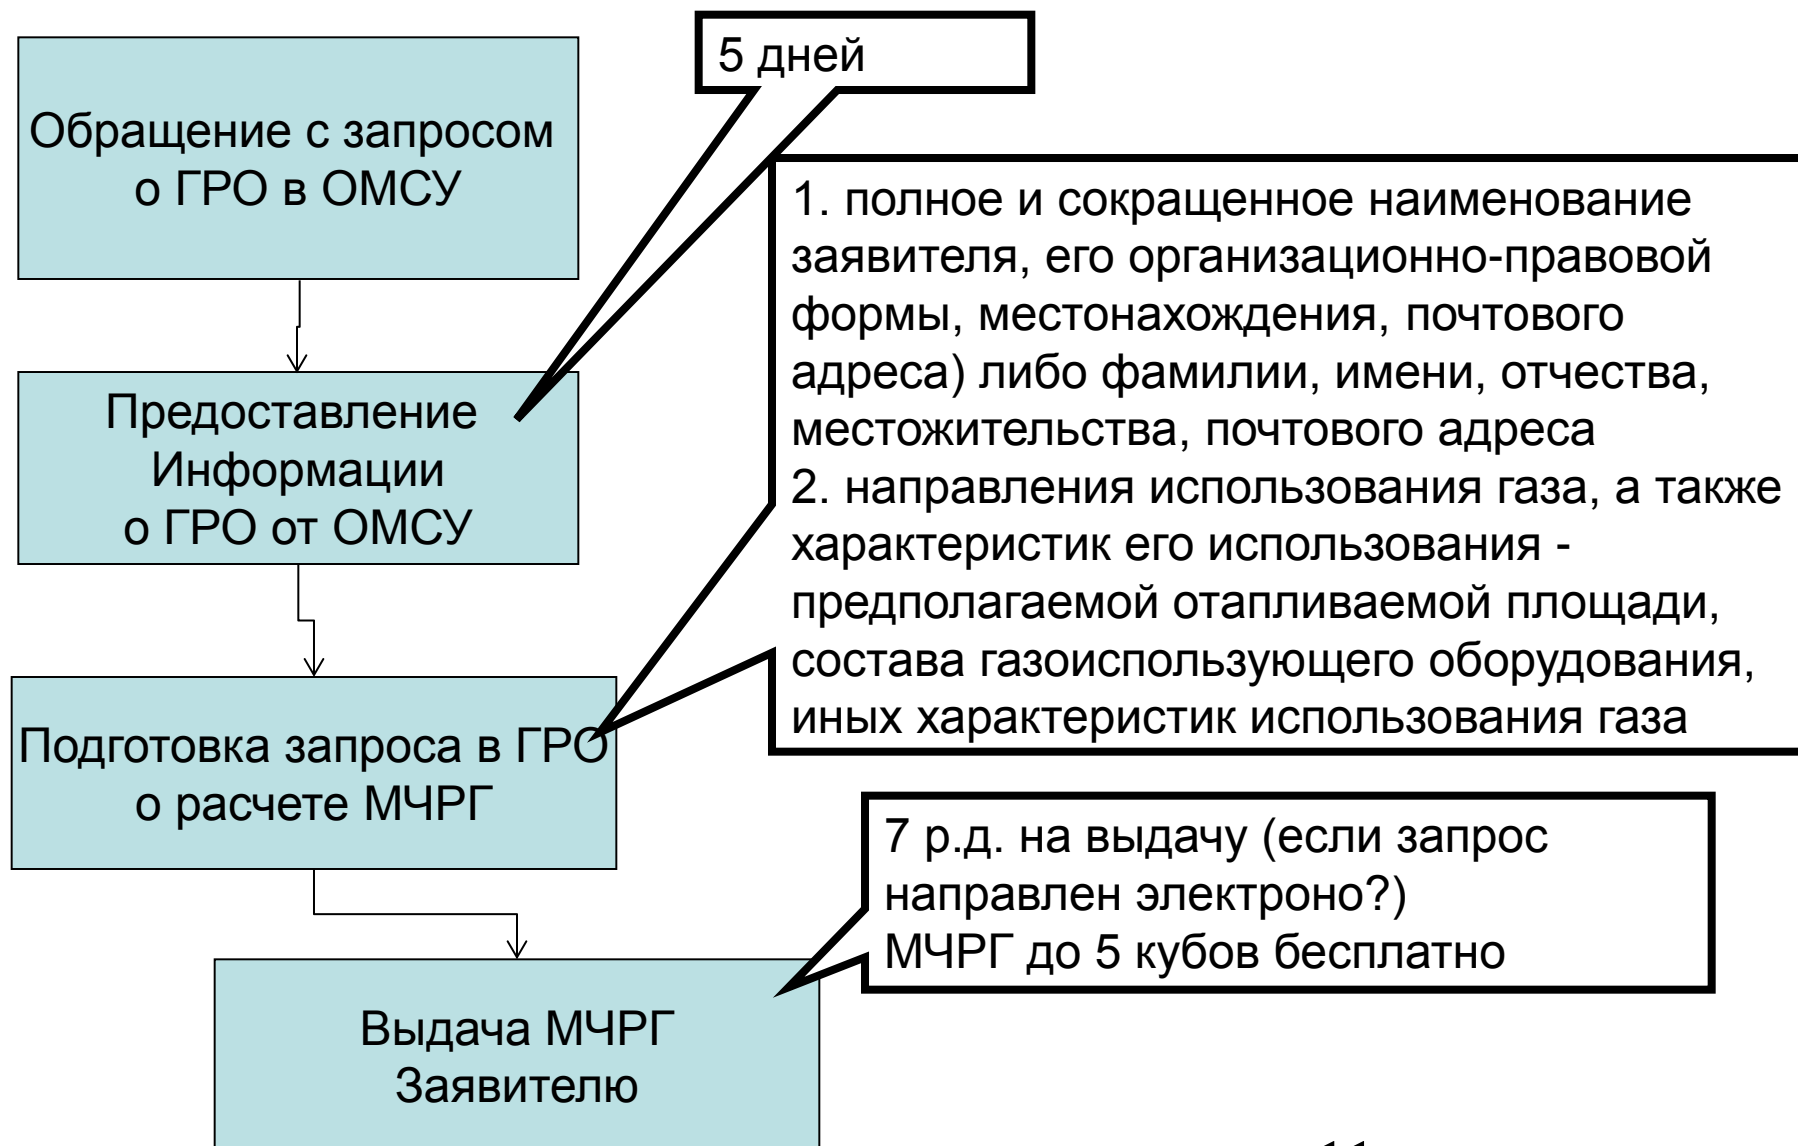 5 дней
Обращение с запросом
о ГРО в ОМСУ
1. полное и сокращенное наименование
заявителя, его организационно-правовой
формы, местонахождения, почтового
адреса) либо фамилии, имени, отчества,
местожительства, почтового адреса
2. направления использования газа, а также
характеристик его использования -
предполагаемой отапливаемой площади,
состава газоиспользующего оборудования,
иных характеристик использования газа
Предоставление
Информации
о ГРО от ОМСУ
Подготовка запроса в ГРО
о расчете МЧРГ
7 р.д. на выдачу (если запрос
направлен электроно?)
МЧРГ до 5 кубов бесплатно
Выдача МЧРГ
Заявителю